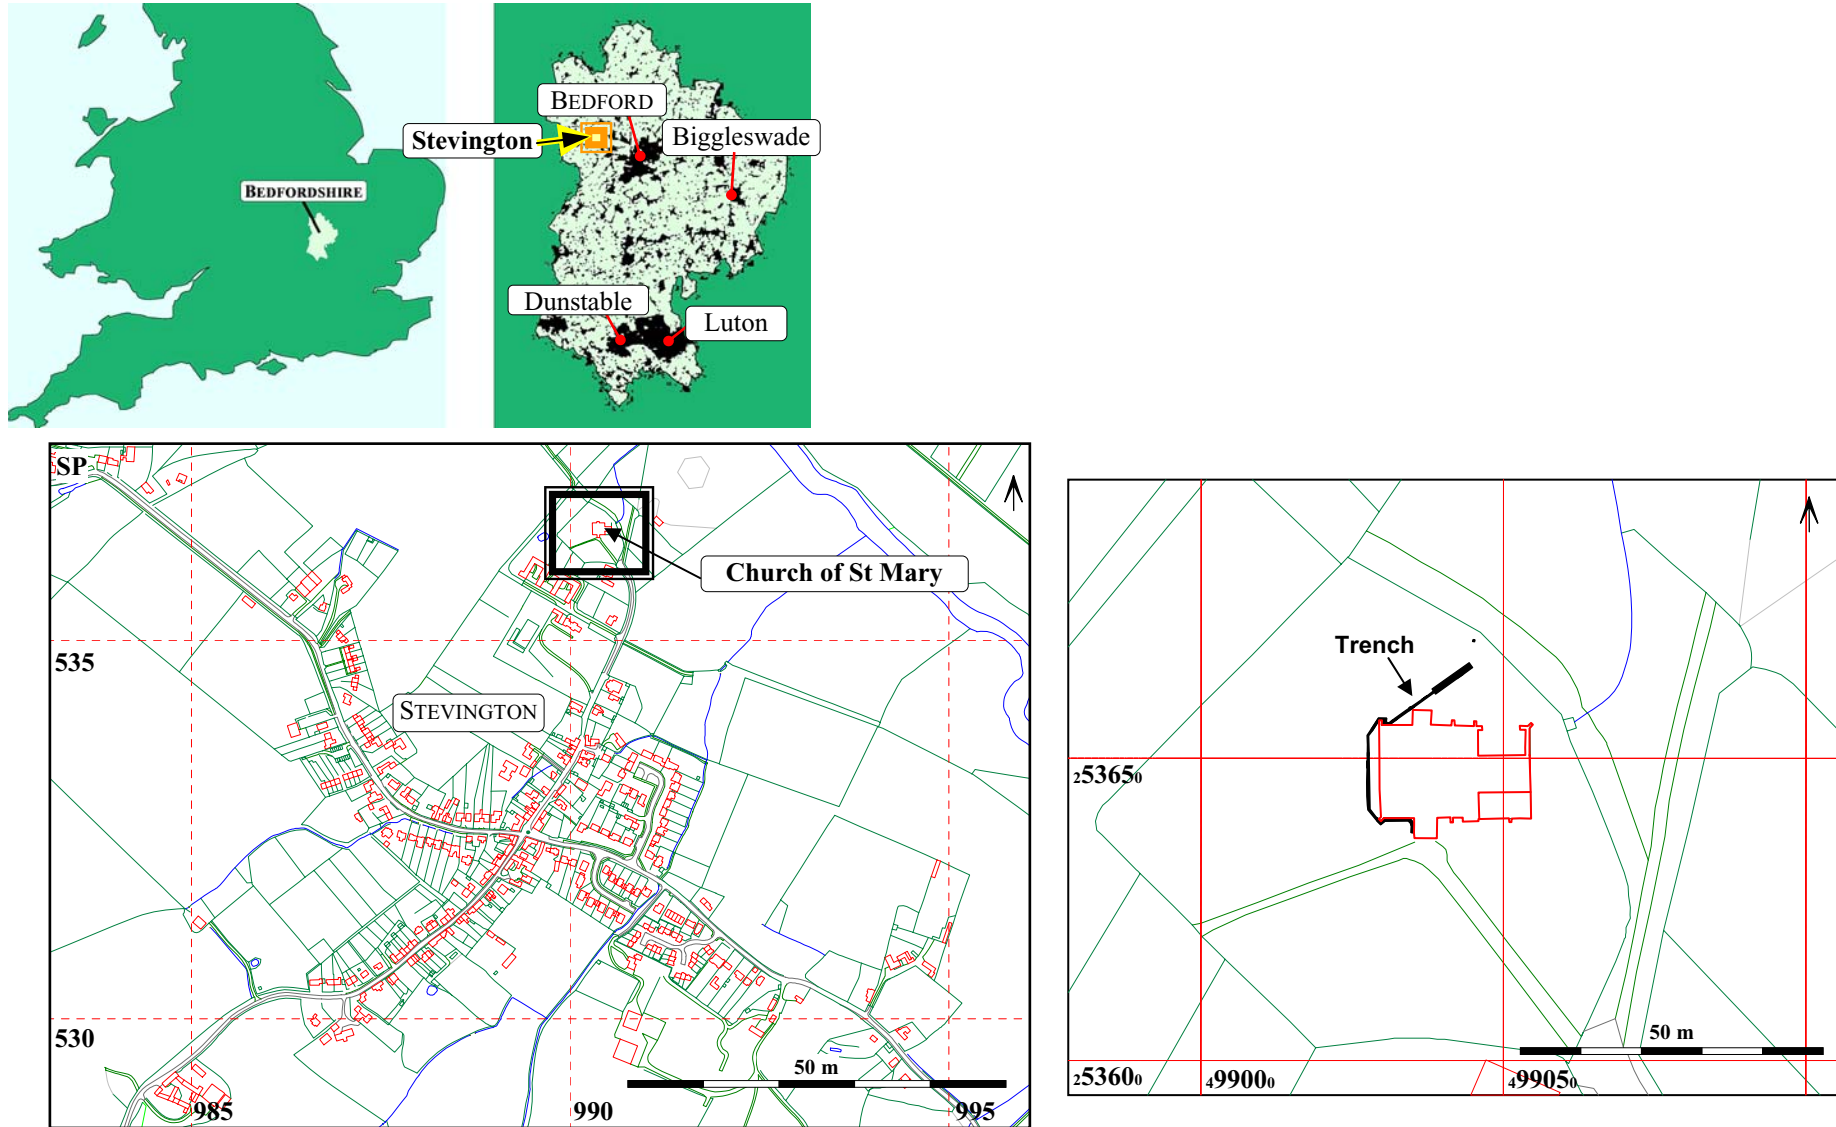 BEDFORDSHIRE
BEDFORD
Stevington
Biggleswade
Dunstable
Luton
SP
Church of St Mary
535
STEVINGTON
530
50 m
985
990
995
Trench
253650
50 m
253600
499000
499050